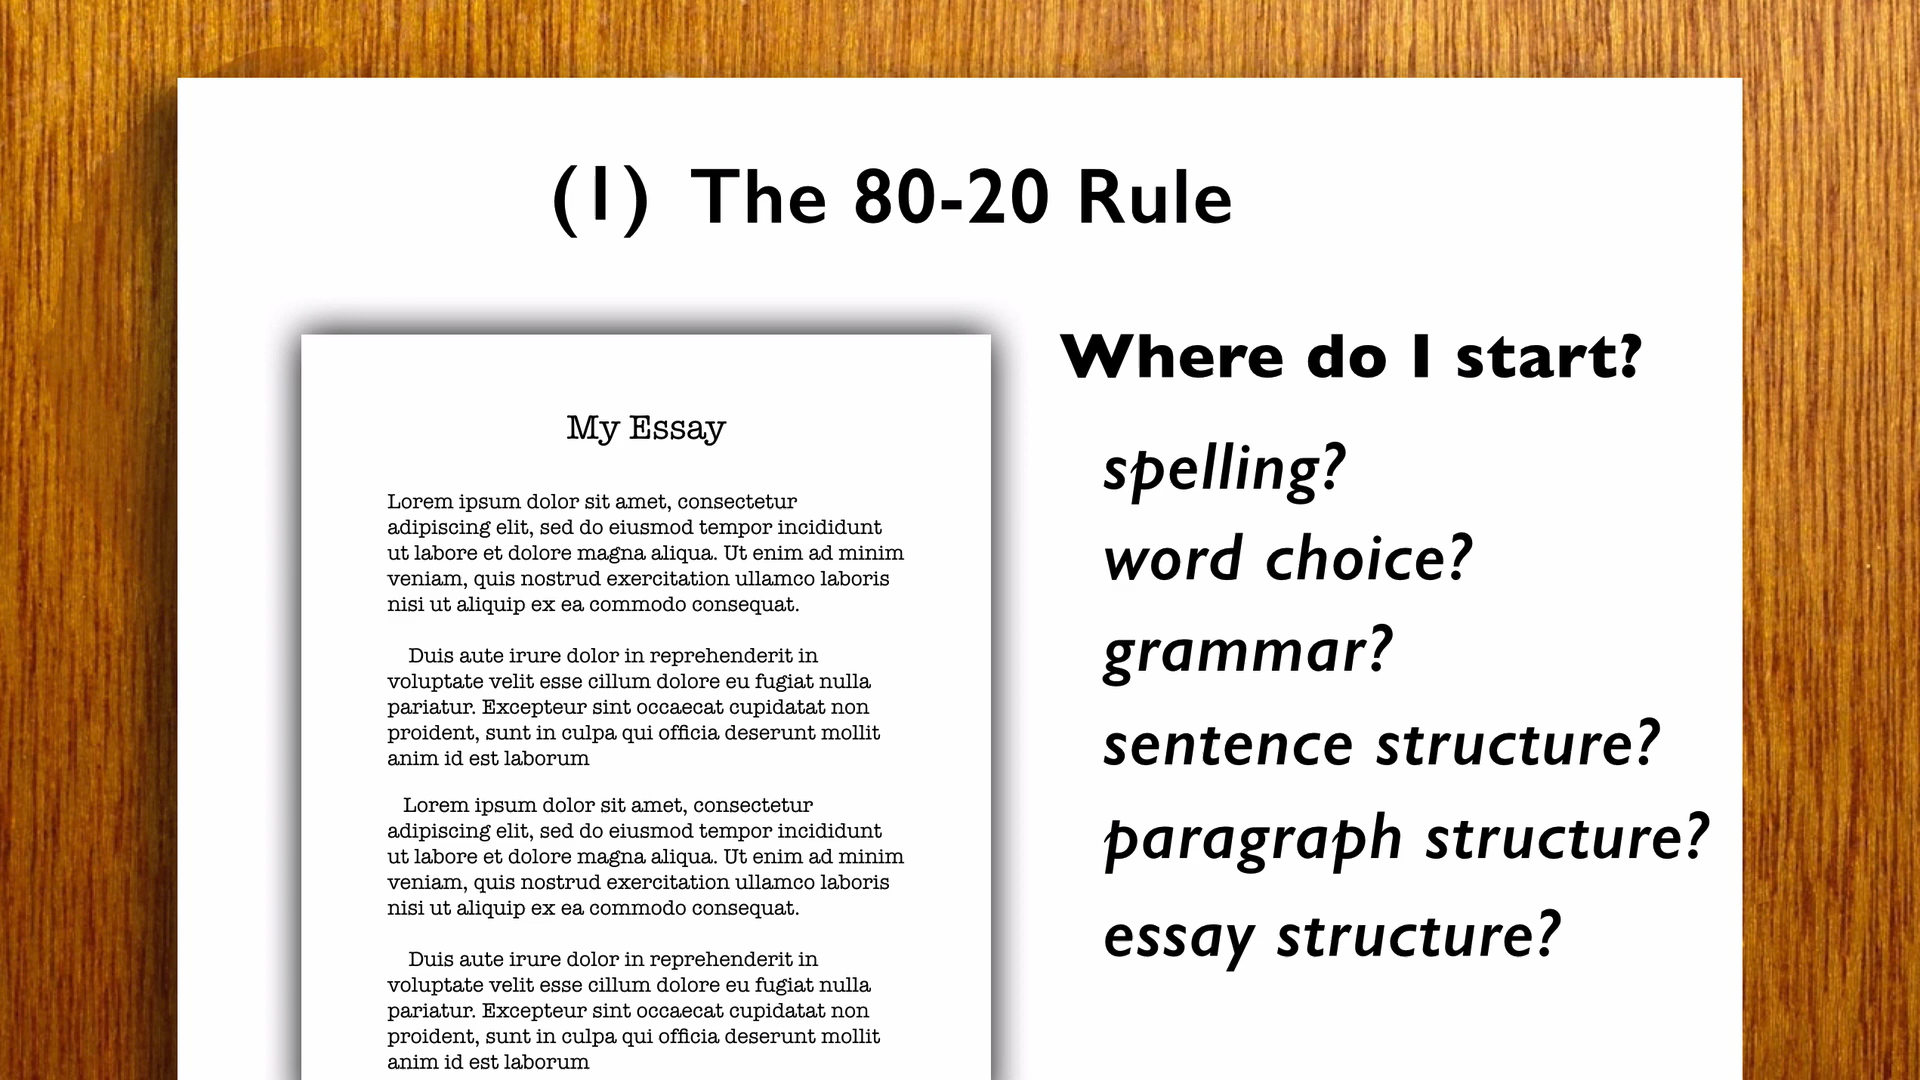 (1) The 80-20 Rule
My Essay
Lorem ipsum dolor sit amet, consectetur
adipiscing elit, sed do eiusmod tempor incididunt
ut labore et dolore magna aliqua. Ut enim ad minim
veniam, quis nostrud exercitation ullamco laboris
nisi ut aliquip ex ea commodo consequat.
Duis aute irure dolor in reprehenderit in
voluptate velit esse cillum dolore eu fugiat nulla
pariatur. Excepteur sint occaecat cupidatat non
proident, sunt in culpa qui officia deserunt mollit
anim id est laborum
Lorem ipsum dolor sit amet, consectetur
adipiscing elit, sed do eiusmod tempor incididunt
ut labore et dolore magna aliqua. Ut enim ad minim
veniam, quis nostrud exercitation ullamco laboris
nisi ut aliquip ex ea commodo consequat.
Duis aute irure dolor in reprehenderit in
voluptate velit esse cillum dolore eu fugiat nulla
pariatur. Excepteur sint occaecat cupidatat non
proident, sunt in culpa qui officia deserunt mollit
anim id est laborum
Where do I start?
spelling?
word choice?
grammar?
sentence structure?
paragraph structure?
essay structure?